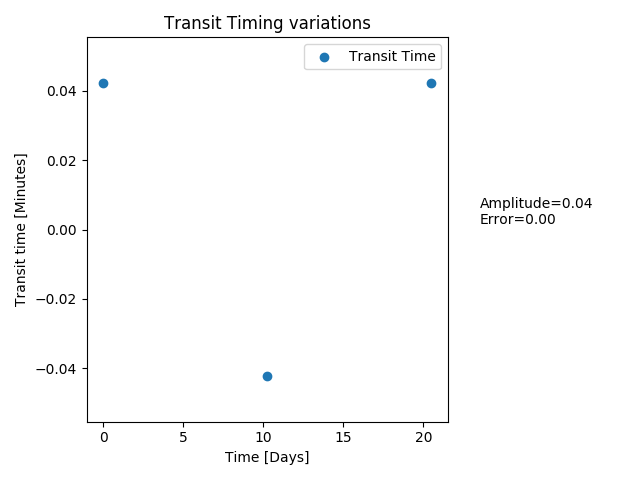 Transit Timing variations
Transit Time
0.04
0.02
0.00
−0.02
−0.04
Transit time [Minutes]
0
5
10
15
20
Time [Days]
Amplitude=0.04
Error=0.00